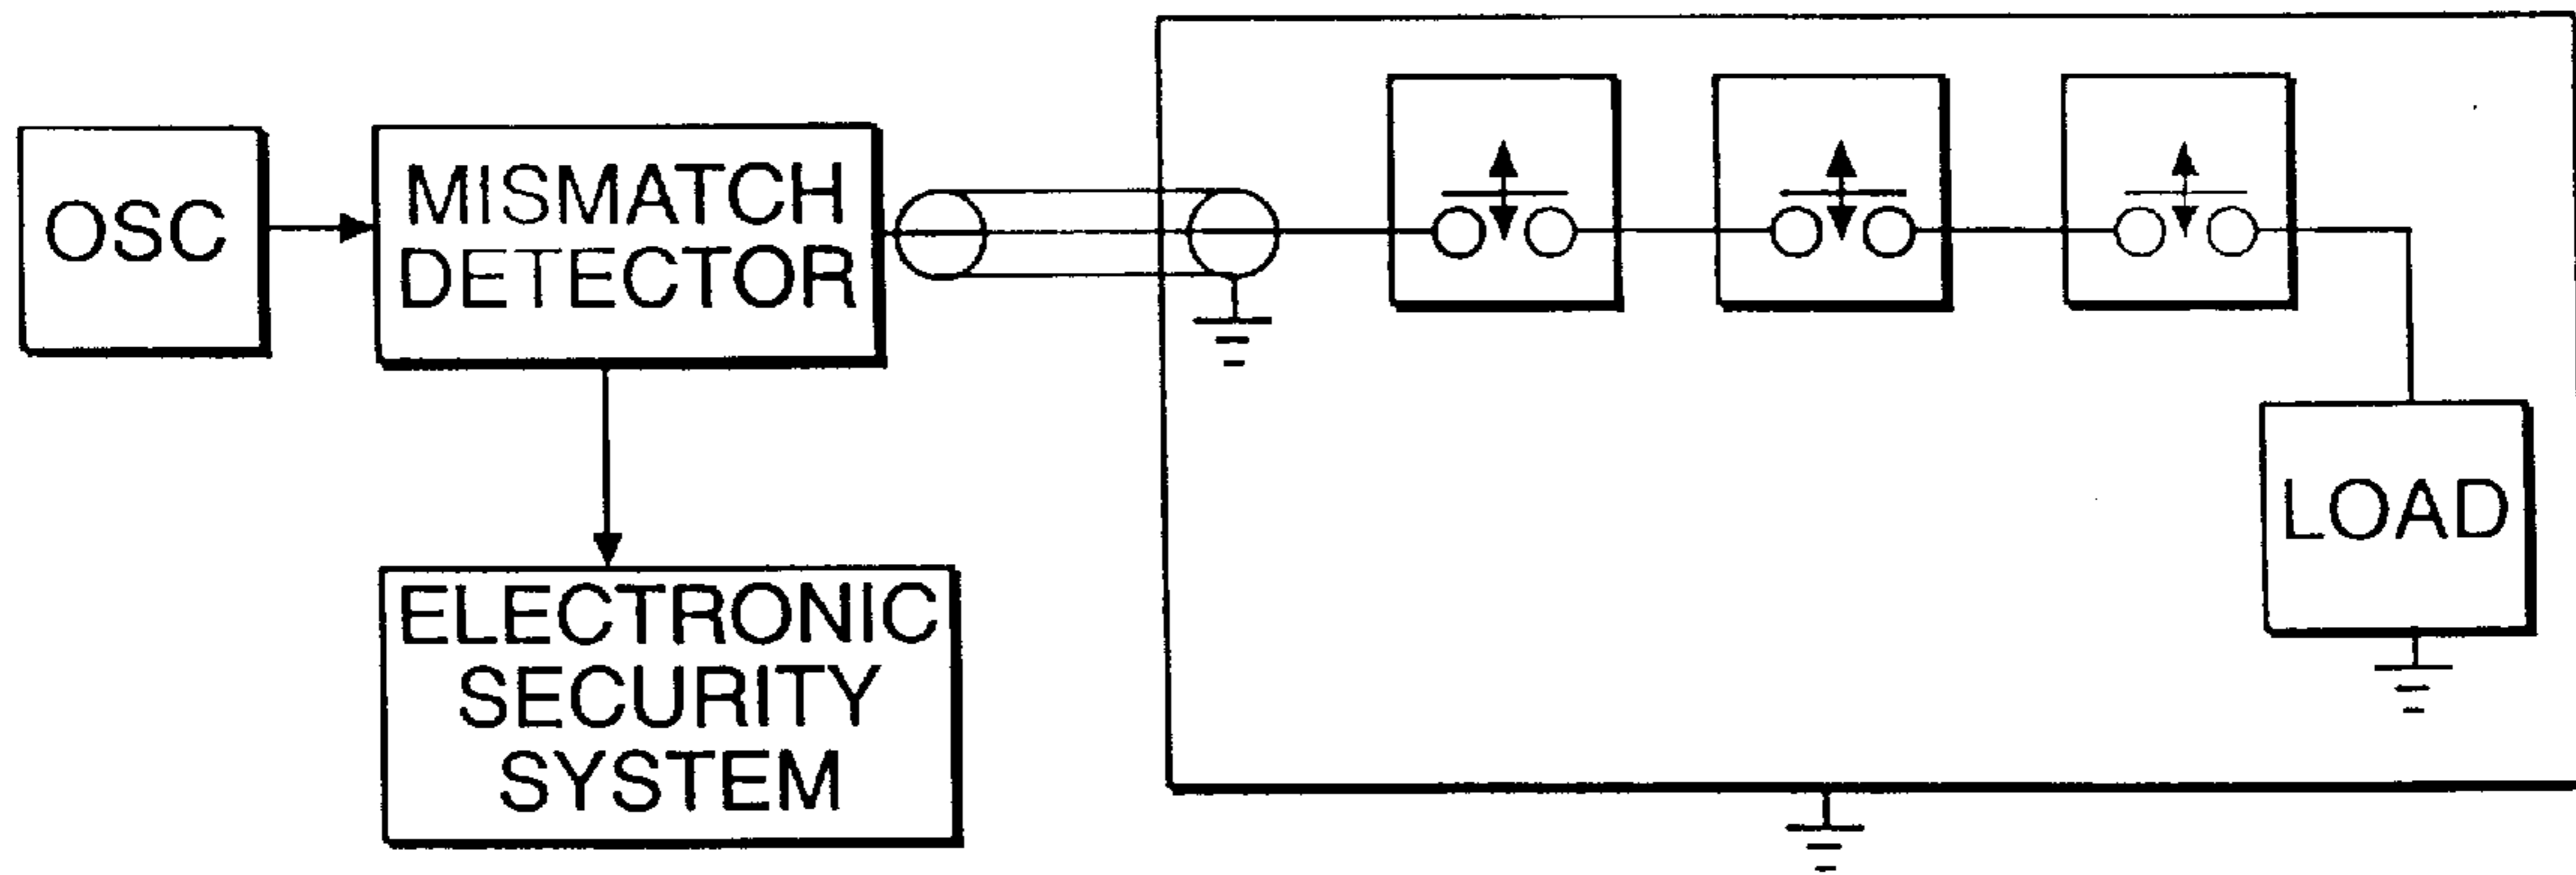 OSC
MISMATCH
DETECTOR
ELECTRONIC
SECURITY
SYSTEM
LOAD